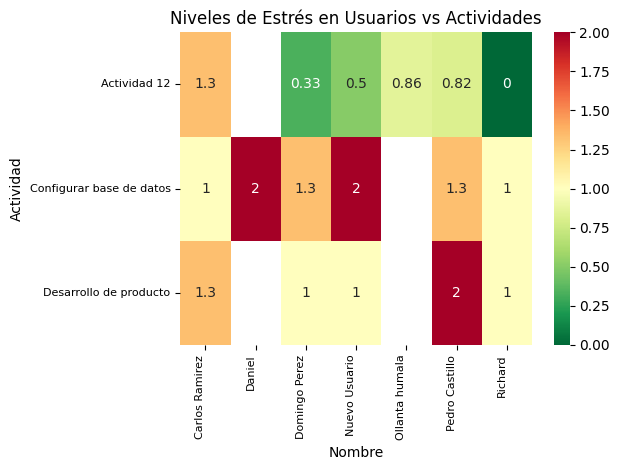 Niveles de Estrés en Usuarios vs Actividades
Actividad
Actividad 12
1.3
0.33
0.5
0.86
0.82
0
Configurar base de datos
1
2
1.3
2
1.3
1
Desarrollo de producto
1.3
1
1
2
1
Carlos Ramirez
Daniel
Domingo Perez
Nuevo Usuario
Ollanta humala
Pedro Castillo
Richard
Nombre
2.00
1.75
1.50
1.25
1.00
0.75
0.50
0.25
0.00